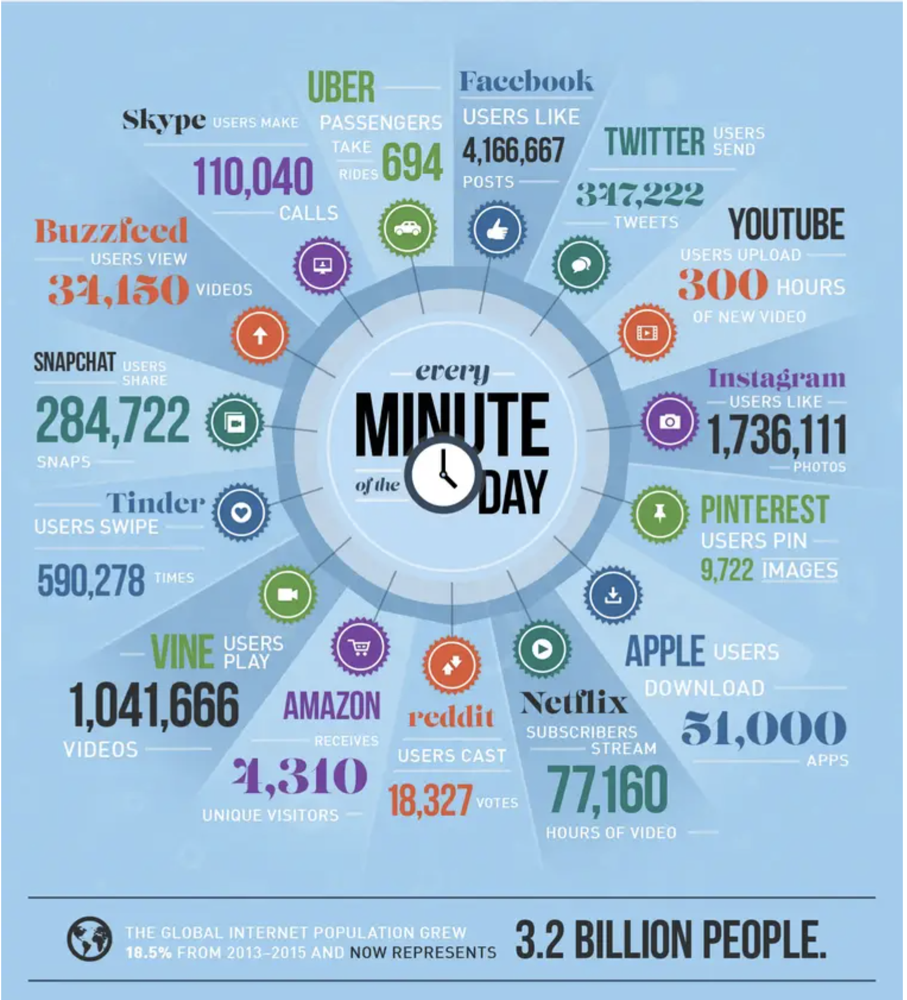 every
MINUTE
of the DAY
Facebook
USERS LIKE
4,166,667
POSTS
TWITTER USERS
SEND
347,222
TWEETS
YOUTUBE
USERS UPLOAD
300 HOURS
OF NEW VIDEO
Instagram
USERS LIKE
1,736,111
PHOTOS
PINTEREST
USERS PIN
9,722 IMAGES
APPLE USERS
DOWNLOAD
51,000
APPS
Netflix
SUBSCRIBERS
STREAM
77,160
HOURS OF VIDEO
reddit
USERS CAST
18,327 VOTES
AMAZON
RECEIVES
4,310
UNIQUE VISITORS
VINE USERS
PLAY
1,041,666
VIDEOS
Tinder
USERS SWIPE
590,278 TIMES
SNAPCHAT USERS
SHARE
284,722
SNAPS
Buzzfeed
USERS VIEW
34,150 VIDEOS
Skype USERS MAKE
110,040
CALLS
UBER
PASSENGERS
TAKE
RIDES 694
THE GLOBAL INTERNET POPULATION GREW
18.5% FROM 2013–2015 AND NOW REPRESENTS
3.2 BILLION PEOPLE.